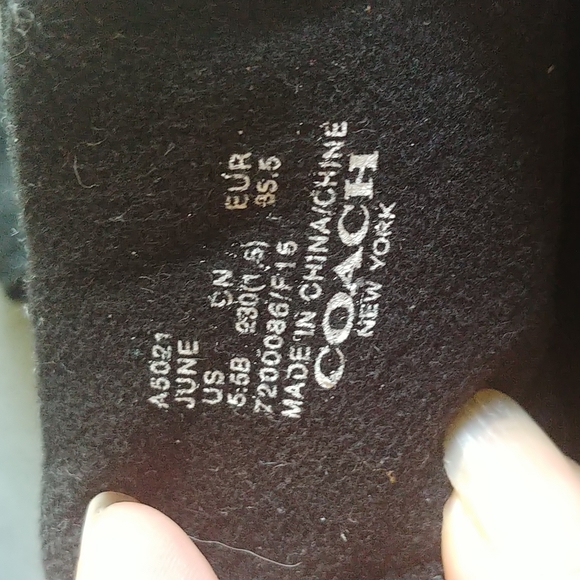 A5021
JUNE
US CN EUR
5.5B 230(1.5) 35.5
7200086/F15
MADE IN CHINA/CHINE
COACH
NEW YORK